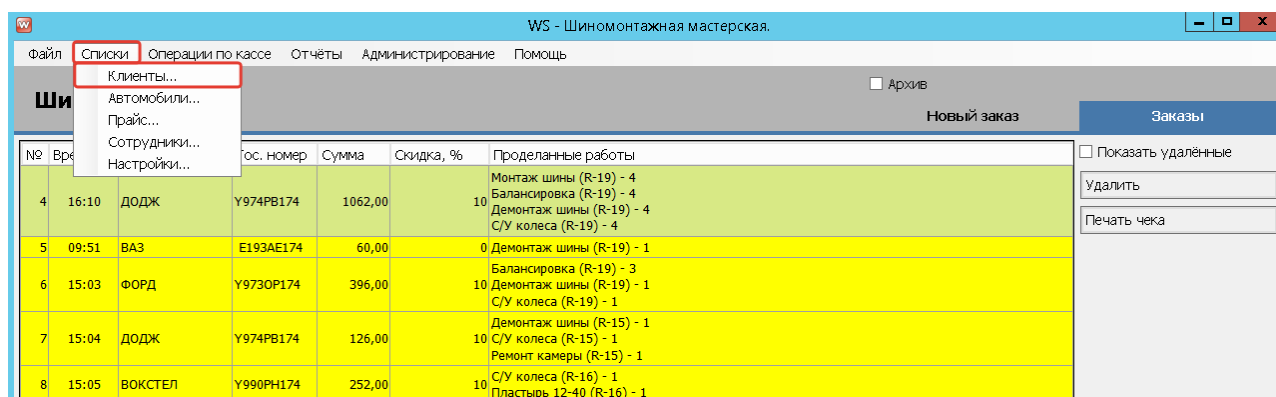 WS - Шиномонтажная мастерская.
Файл Списки Операции по кассе Отчёты Администрирование Помощь
Клиенты...
Автомобили...
Прайс...
Сотрудники...
Настройки...
Архив
Новый заказ Заказы
№ Сумма Скидка, % Проделанные работы
Показать удалённые
Удалить
Печать чека
4 16:10 ДОДЖ Y974PB174 1062,00 10 Монтаж шины (R-19) - 4
Балансировка (R-19) - 4
Демонтаж шины (R-19) - 4
С/У колеса (R-19) - 4
5 09:51 ВАЗ E193AE174 60,00 0 Демонтаж шины (R-19) - 1
6 15:03 ФОРД Y973OP174 396,00 10 Балансировка (R-19) - 3
Демонтаж шины (R-19) - 1
С/У колеса (R-19) - 1
7 15:04 ДОДЖ Y974PB174 126,00 10 Демонтаж шины (R-15) - 1
С/У колеса (R-15) - 1
Ремонт камеры (R-15) - 1
8 15:05 ВОКСТЕЛ Y990PH174 252,00 10 С/У колеса (R-16) - 1
Пластырь 12-40 (R-16) - 1